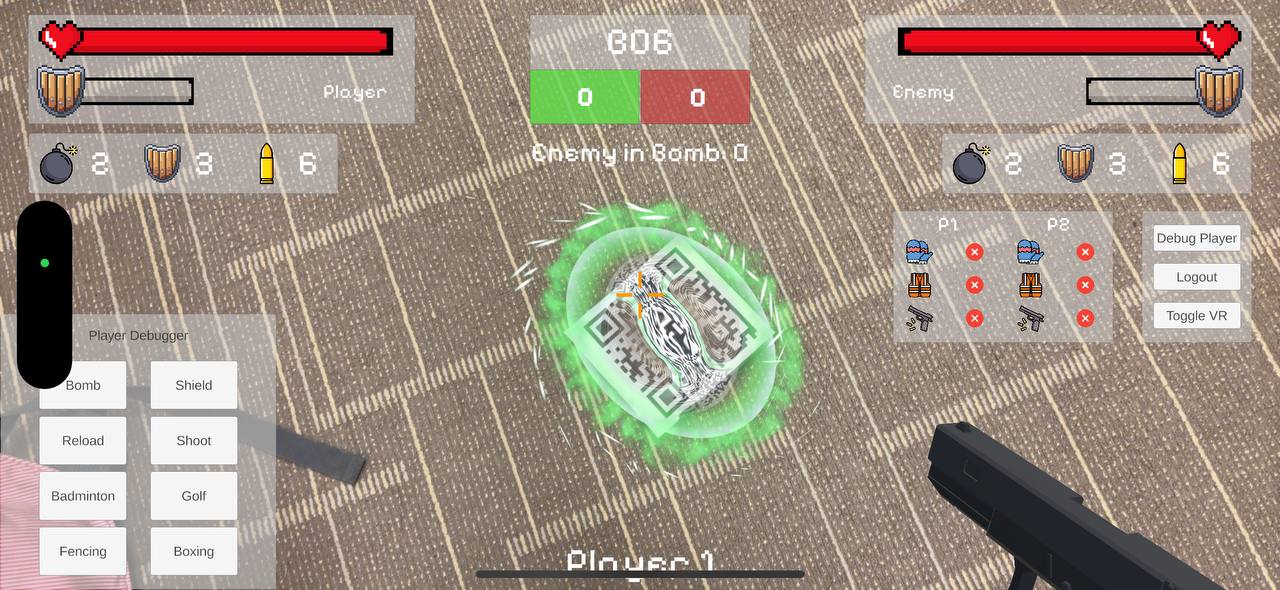 B06
0 0
Player
Enemy
2 3 6
Enemy in Bomb: 0
2 3 6
P1 P2
Debug Player
Logout
Toggle VR
Player Debugger
Bomb Shield
Reload Shoot
Badminton Golf
Fencing Boxing
Player 1